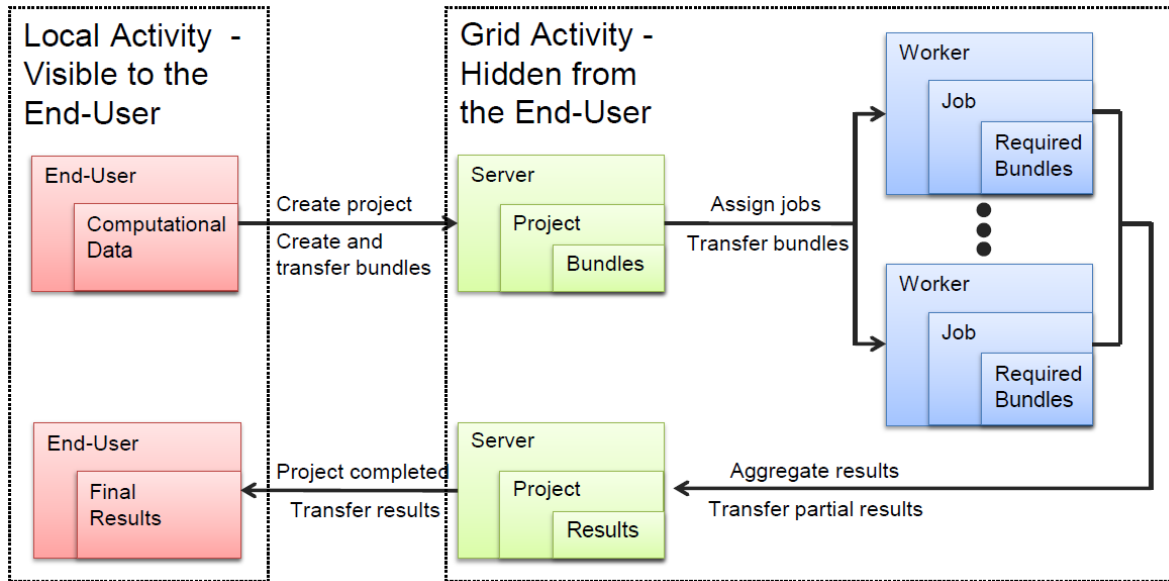 Local Activity -
Visible to the
End-User
Grid Activity -
Hidden from
the End-User
End-User
Computational
Data
Create project
Create and
transfer bundles
Server
Project
Bundles
Assign jobs
Transfer bundles
Worker
Job
Required
Bundles
Worker
Job
Required
Bundles
End-User
Final
Results
Project completed
Transfer results
Server
Project
Results
Aggregate results
Transfer partial results